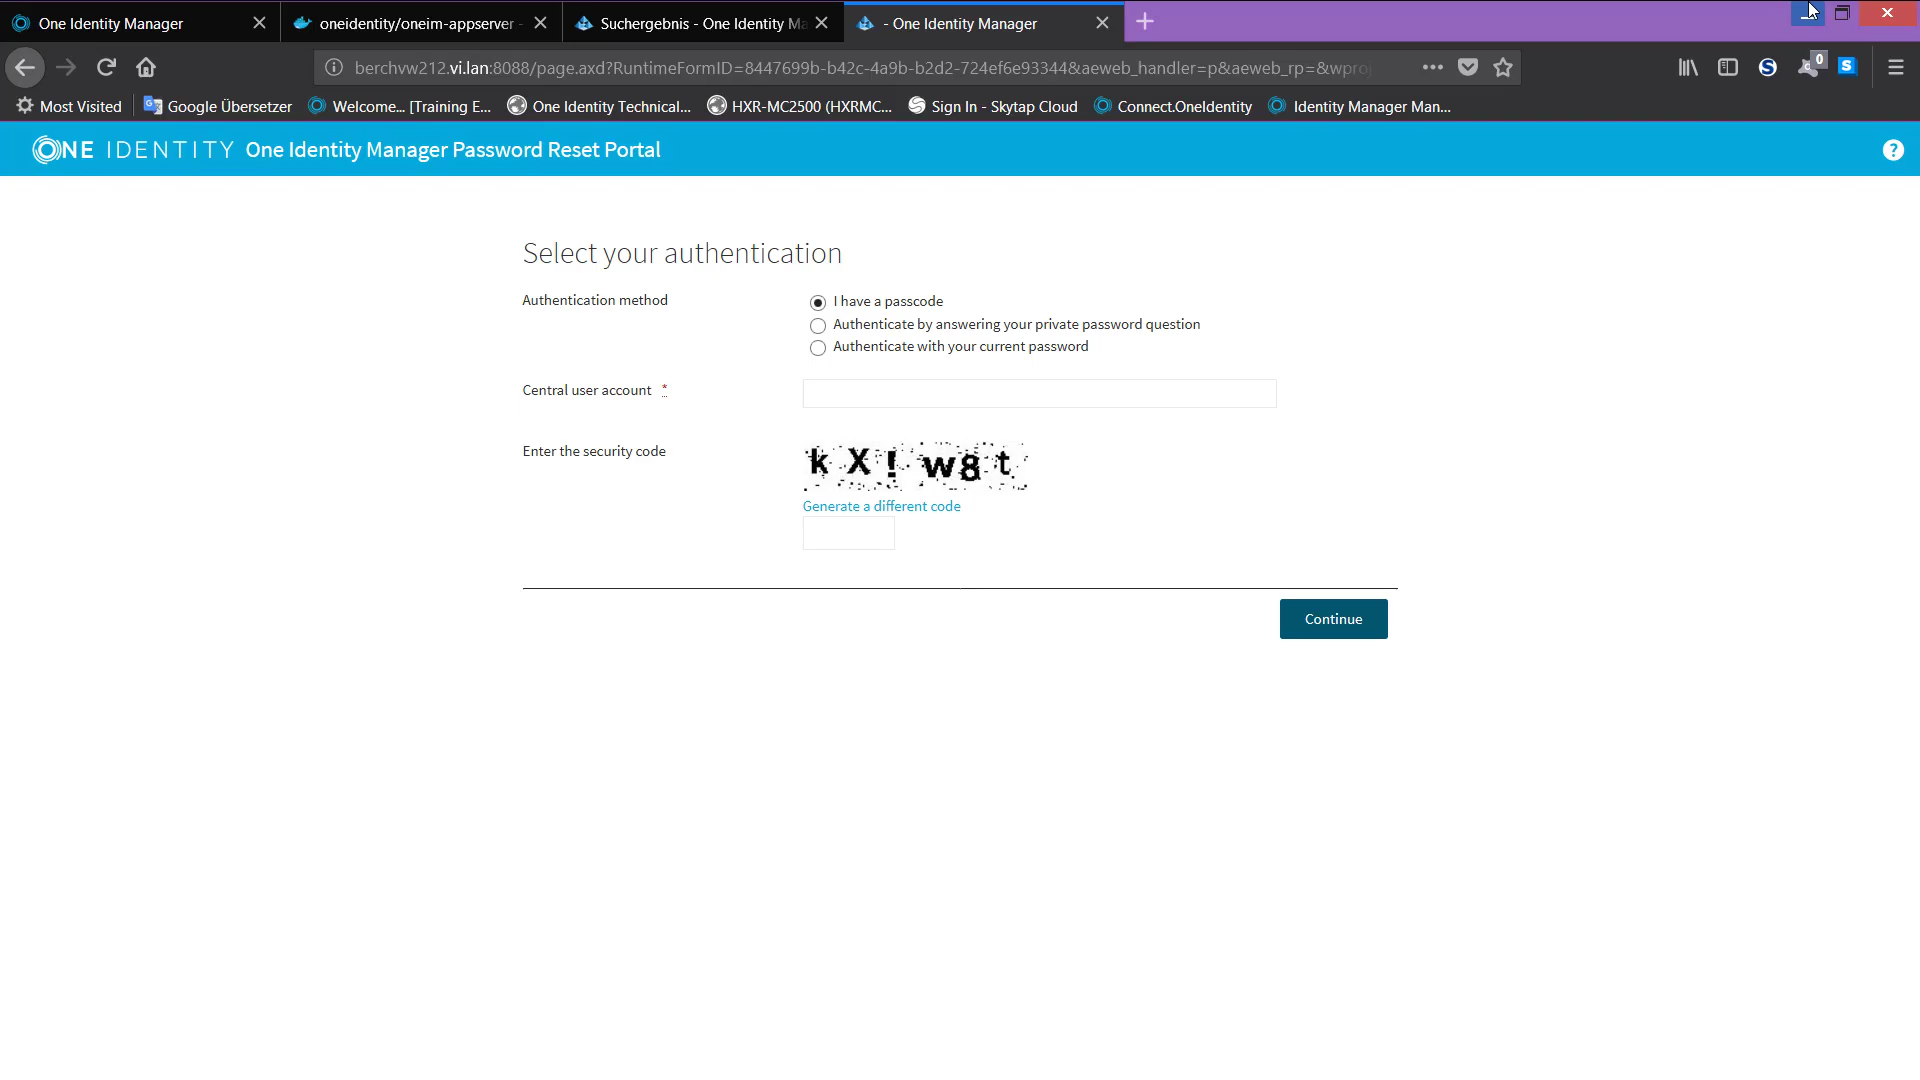 One Identity Manager
oneidentity/oneim-appserver -
Suchergebnis - One Identity Ma
- One Identity Manager
berchvw212.vi.lan:8088/page.axd?RuntimeFormID=8447699b-b42c-4a9b-b2d2-724ef6e93344&aeweb_handler=p&aeweb_rp=&wproj
0
Most Visited
Google Übersetzer
Welcome... [Training E...
One Identity Technical...
HXR-MC2500 (HXRMC...
Sign In - Skytap Cloud
Connect.OneIdentity
Identity Manager Man...
ONE IDENTITY One Identity Manager Password Reset Portal
?
Select your authentication
Authentication method
I have a passcode
Authenticate by answering your private password question
Authenticate with your current password
Central user account *
Enter the security code
k X ! w8 t
Generate a different code
Continue